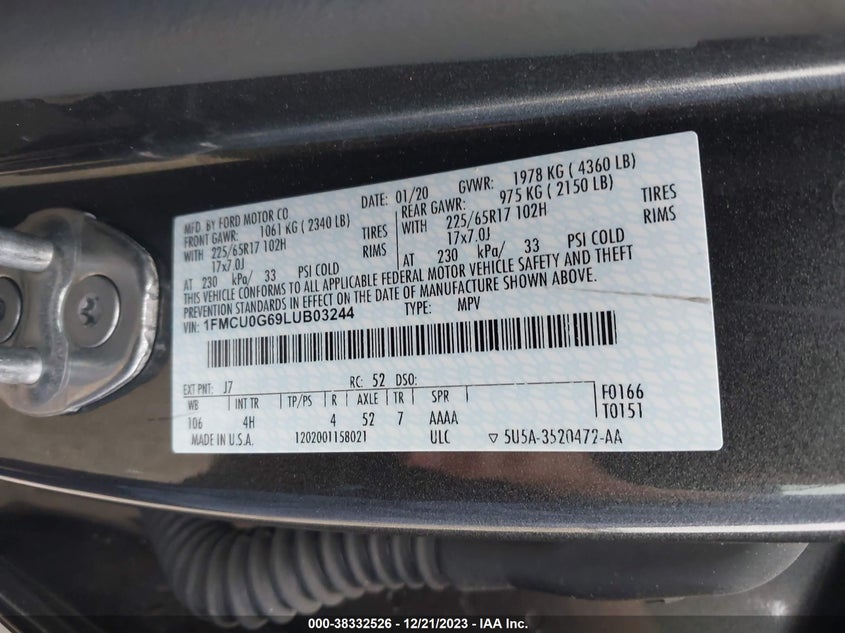 MFD. BY FORD MOTOR CO.
DATE: 01/20 GVWR: 1978 KG ( 4360 LB)
FRONT GAWR: 1061 KG ( 2340 LB) REAR GAWR: 975 KG ( 2150 LB)
WITH 225/65R17 102H TIRES WITH 225/65R17 102H TIRES
17x7.0J RIMS 17x7.0J RIMS
AT 230 kPa/ 33 PSI COLD AT 230 kPa/ 33 PSI COLD
THIS VEHICLE CONFORMS TO ALL APPLICABLE FEDERAL MOTOR VEHICLE SAFETY AND THEFT
PREVENTION STANDARDS IN EFFECT ON THE DATE OF MANUFACTURE SHOWN ABOVE.
VIN: 1FMCU0G69LUB03244 TYPE: MPV
EXT PNT: J7 RC: 52 DSO:
WB INT TR TP/PS R AXLE TR SPR
106 4H 4 52 7 AAAA
F0166
T0151
MADE IN U.S.A. 1202001158021 ULC ▽ 5U5A-3520472-AA
000-38332526 - 12/21/2023 - IAA Inc.